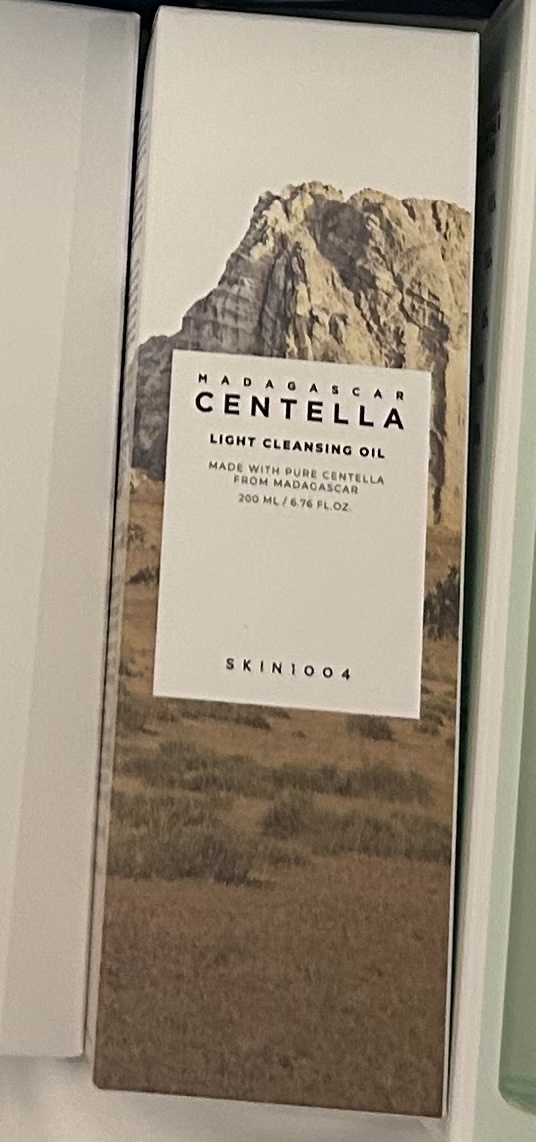 MADAGASCAR
CENTELLA
LIGHT CLEANSING OIL
MADE WITH PURE CENTELLA
FROM MADAGASCAR
200 ML / 6.76 FL.OZ.
SKIN1004